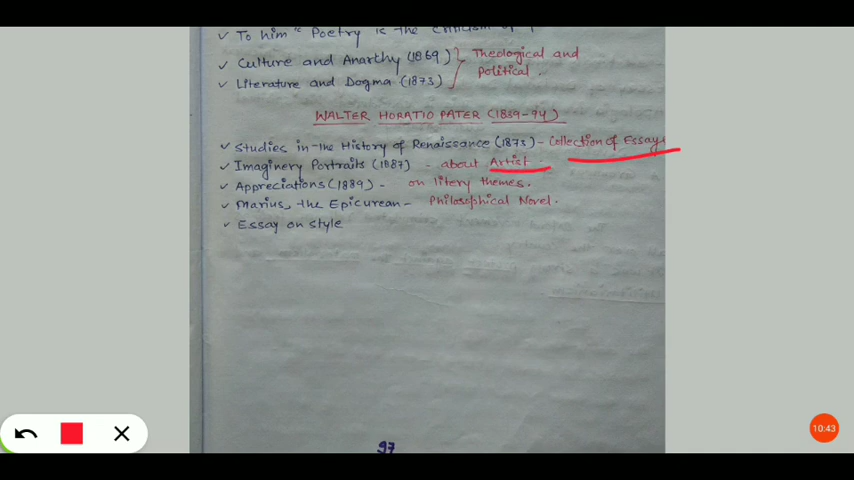 ✓ To him "Poetry is the Criticism of
✓ Culture and Anarchy (1869) } Theological and
✓ Literature and Dogma (1873) Political.
WALTER HORATIO PATER (1839-94)
✓ Studies in the History of Renaissance (1873) - Collection of Essays
✓ Imaginery Portraits (1887) - about Artist
✓ Appreciations (1889) - on litery themes.
✓ Marius, the Epicurean - Philosophical Novel.
✓ Essay on style
97
10:43